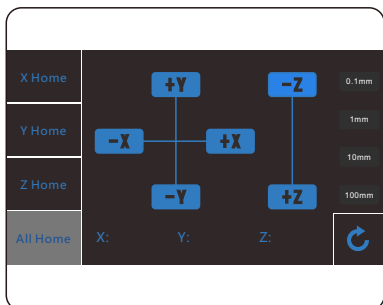 X Home
Y Home
Z Home
All Home
+Y
-X
+X
-Y
-Z
+Z
X:
Y:
Z:
0.1mm
1mm
10mm
100mm